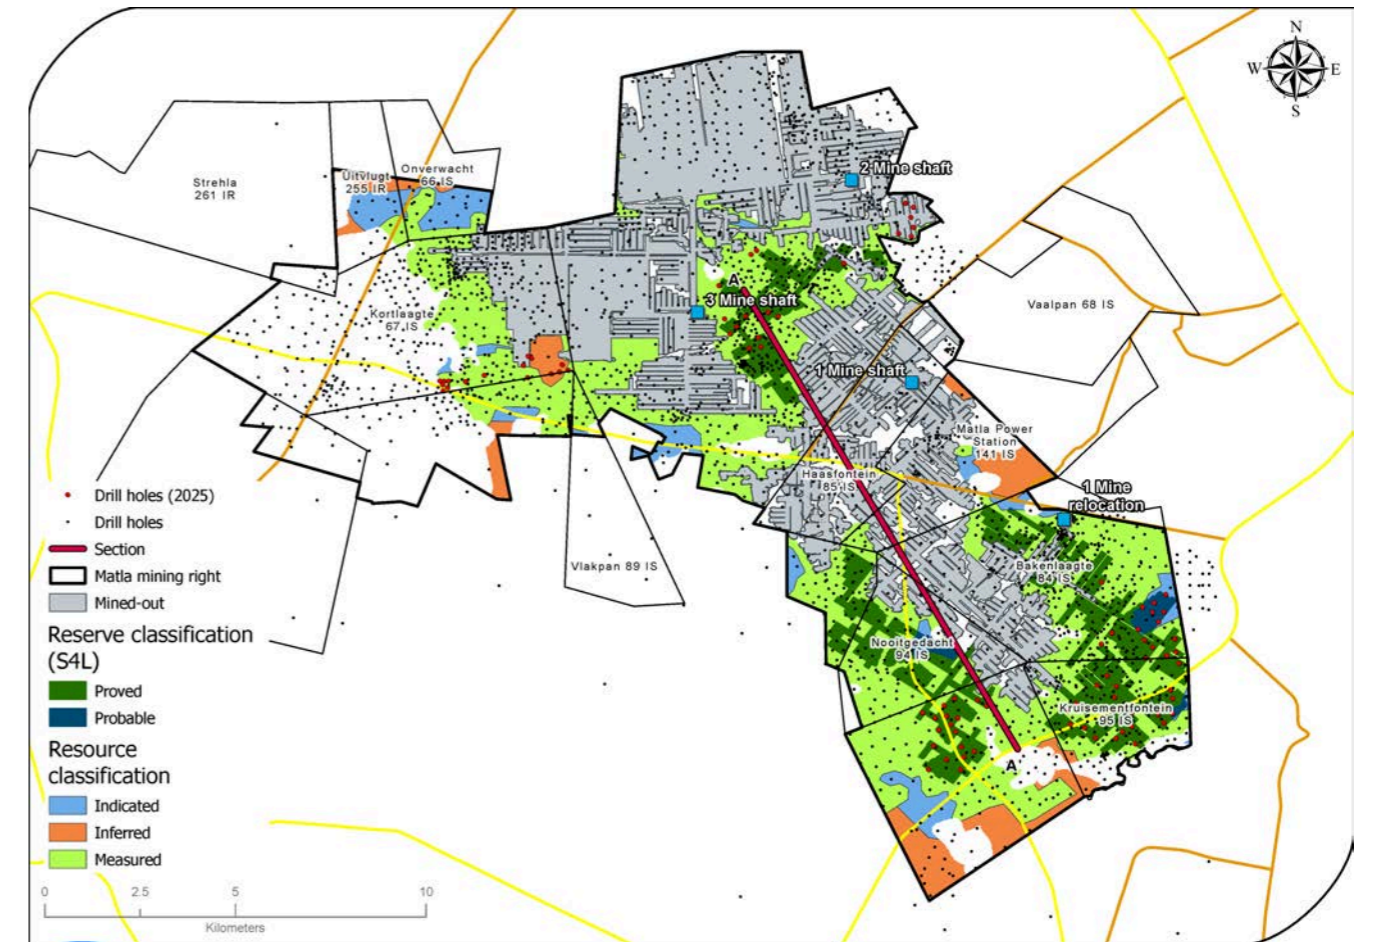 N
W
E
S
2 Mine shaft
Onverwacht
66 IS
Uitvlugt
255 IR
Strehla
261 IR
A
3 Mine shaft
Vaalpan 68 IS
Kortlaagte
67 IS
1 Mine shaft
Matla Power
Station
141 IS
Haasfontein
85 IS
1 Mine
relocation
Vlakpan 89 IS
Bakenlaagte
84 IS
Nooitgedacht
94 IS
Kruisementfontein
95 IS
A'
Drill holes (2025)
Drill holes
Section
Matla mining right
Mined-out
Reserve classification
(S4L)
Proved
Probable
Resource
classification
Indicated
Inferred
Measured
0 2.5 5 10
Kilometers